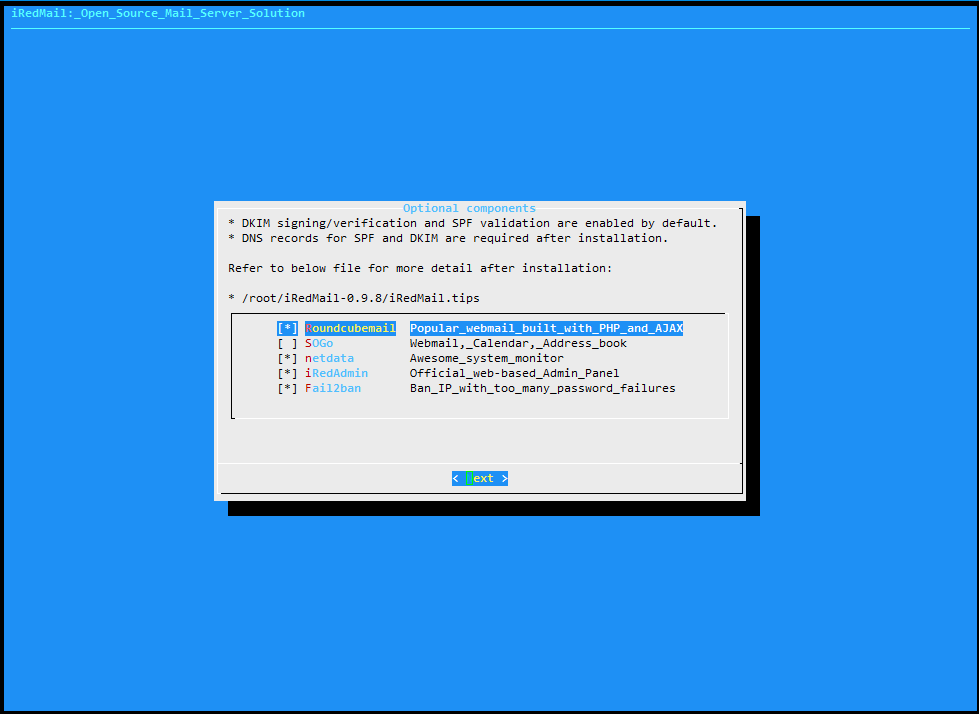 iRedMail:_Open_Source_Mail_Server_Solution
Optional components
* DKIM signing/verification and SPF validation are enabled by default.
* DNS records for SPF and DKIM are required after installation.
Refer to below file for more detail after installation:
* /root/iRedMail-0.9.8/iRedMail.tips
[*] Roundcubemail Popular_webmail_built_with_PHP_and_AJAX
[ ] SOGo Webmail,_Calendar,_Address_book
[*] netdata Awesome_system_monitor
[*] iRedAdmin Official_web-based_Admin_Panel
[*] Fail2ban Ban_IP_with_too_many_password_failures
< Next >